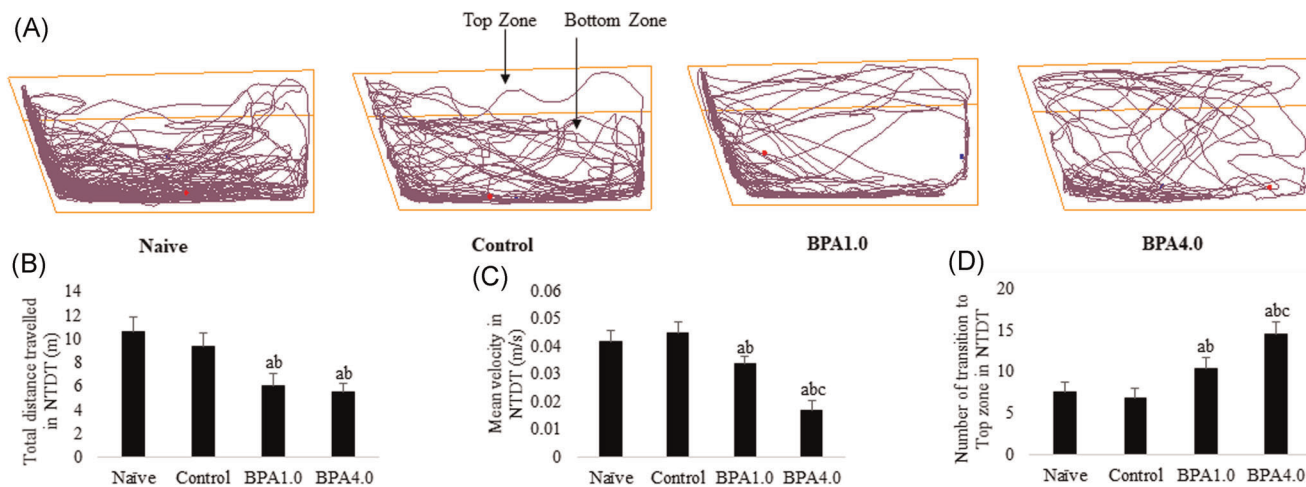 (A)
Top Zone
Bottom Zone
Naive
Control
BPA1.0
BPA4.0
(B)
Total distance travelled
in NTDT (m)
14
12
10
8
6
4
2
0
ab
ab
Naïve
Control
BPA1.0
BPA4.0
(C)
Mean velocity in
NTDT (m/s)
0.06
0.05
0.04
0.03
0.02
0.01
0
ab
abc
Naïve
Control
BPA1.0
BPA4.0
(D)
Number of transition to
Top zone in NTDT
20
15
10
5
0
ab
abc
Naïve
Control
BPA1.0
BPA4.0